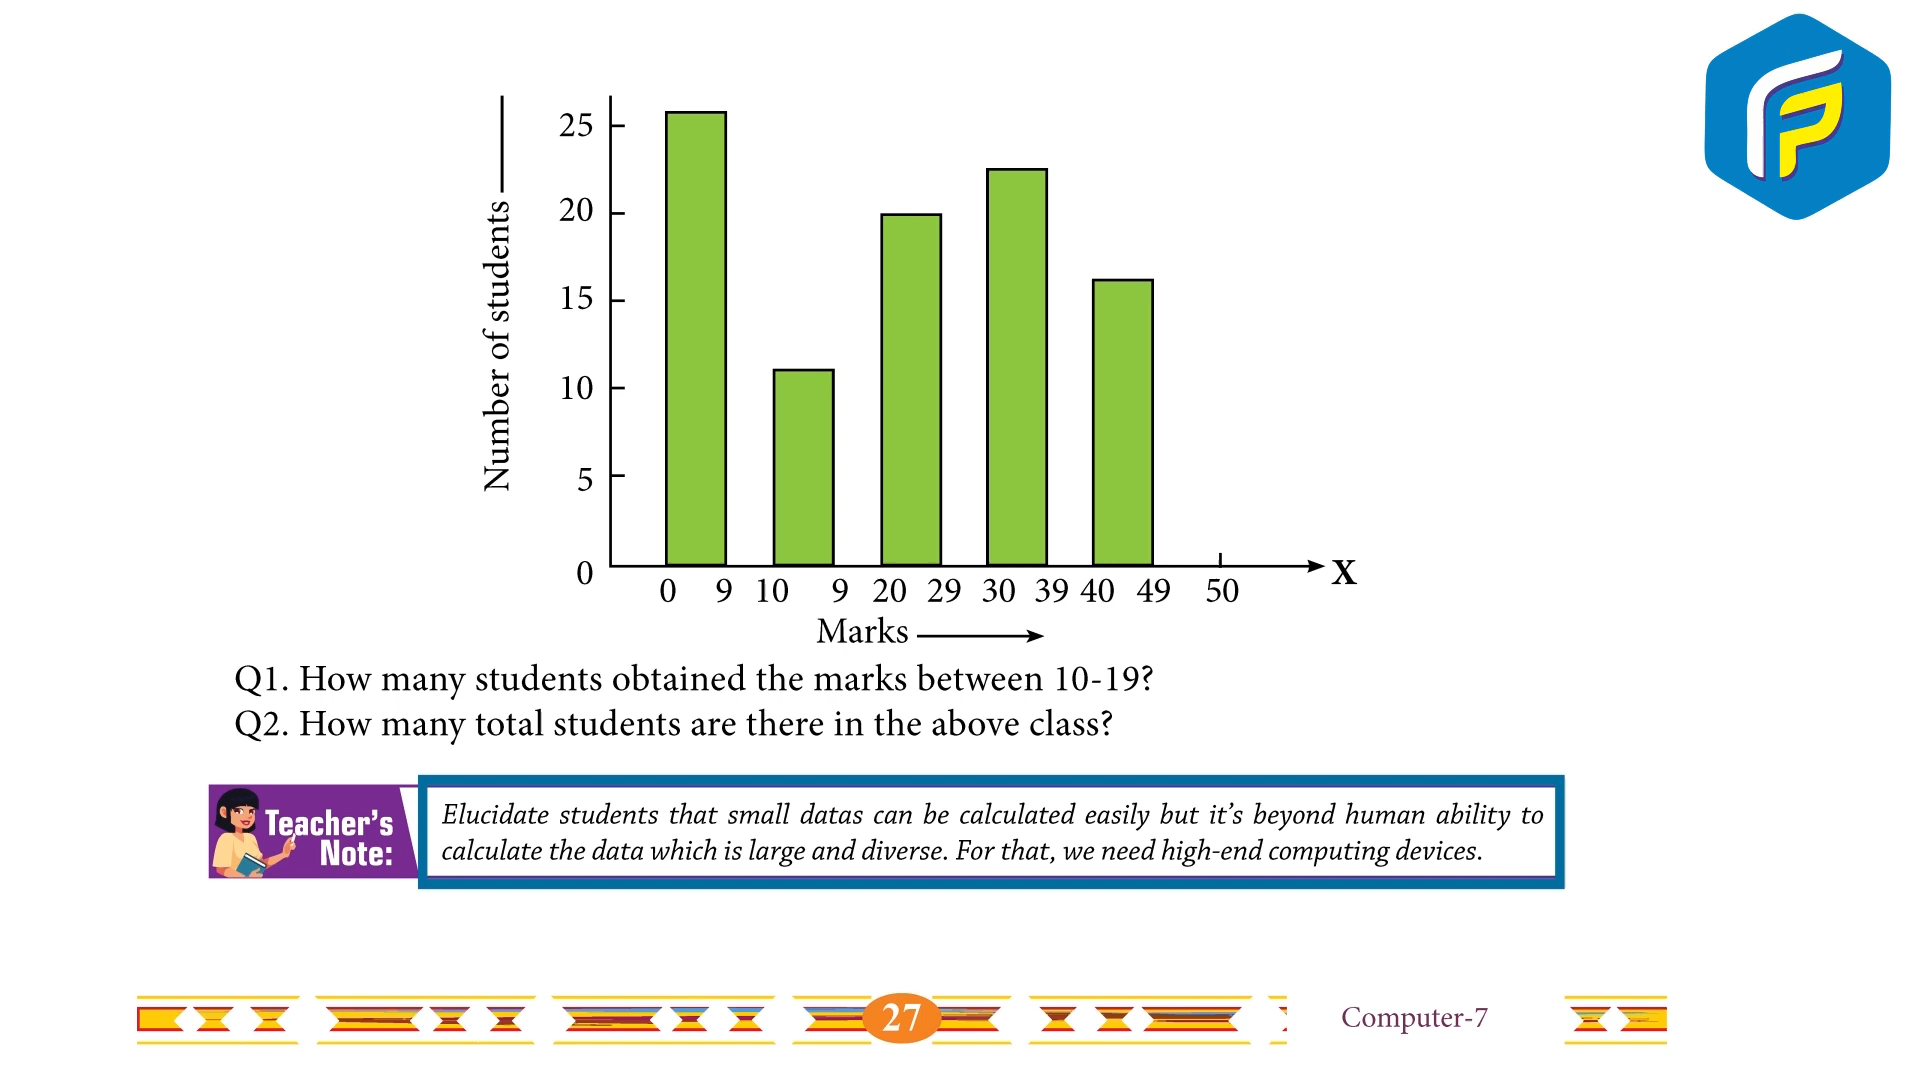 Number of students
25
20
15
10
5
0
X
0 9 10 9 20 29 30 39 40 49 50
Marks
Q1. How many students obtained the marks between 10-19?
Q2. How many total students are there in the above class?
Teacher's
Note:
Elucidate students that small datas can be calculated easily but it's beyond human ability to
calculate the data which is large and diverse. For that, we need high-end computing devices.
27
Computer-7